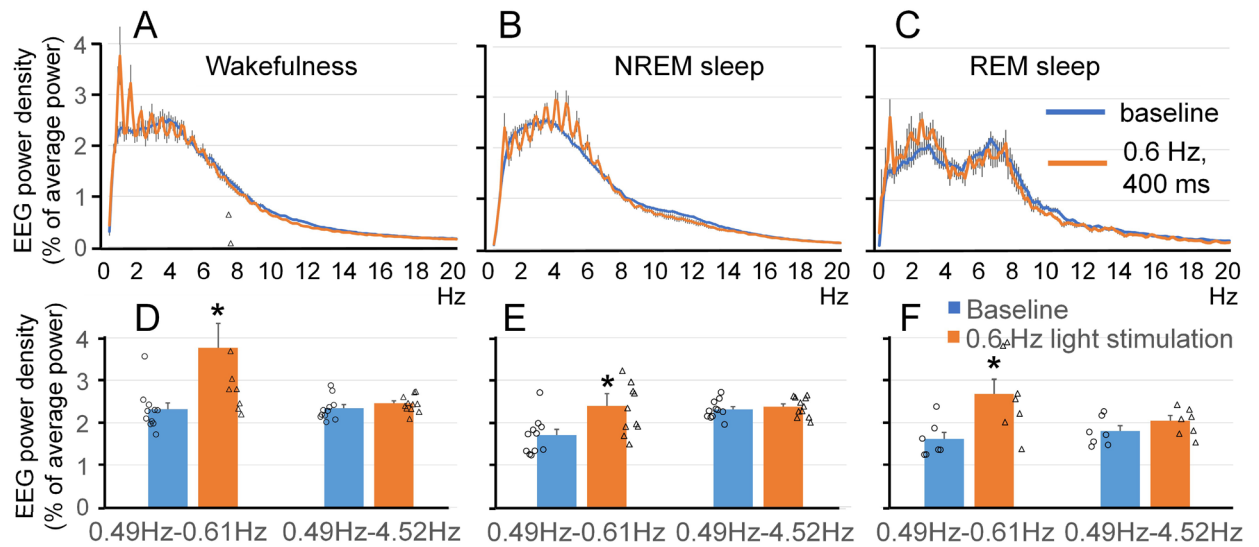 A
B
C
EEG power density
(% of average power)
4
3
2
1
0
Wakefulness
NREM sleep
REM sleep
baseline
0.6 Hz,
400 ms
0 2 4 6 8 10 12 14 16 18 20
Hz
0 2 4 6 8 10 12 14 16 18 20
Hz
0 2 4 6 8 10 12 14 16 18 20
Hz
D
E
F
Baseline
0.6 Hz light stimulation
EEG power density
(% of average power)
4
3
2
1
0
*
*
*
0.49Hz-0.61Hz 0.49Hz-4.52Hz
0.49Hz-0.61Hz 0.49Hz-4.52Hz
0.49Hz-0.61Hz 0.49Hz-4.52Hz